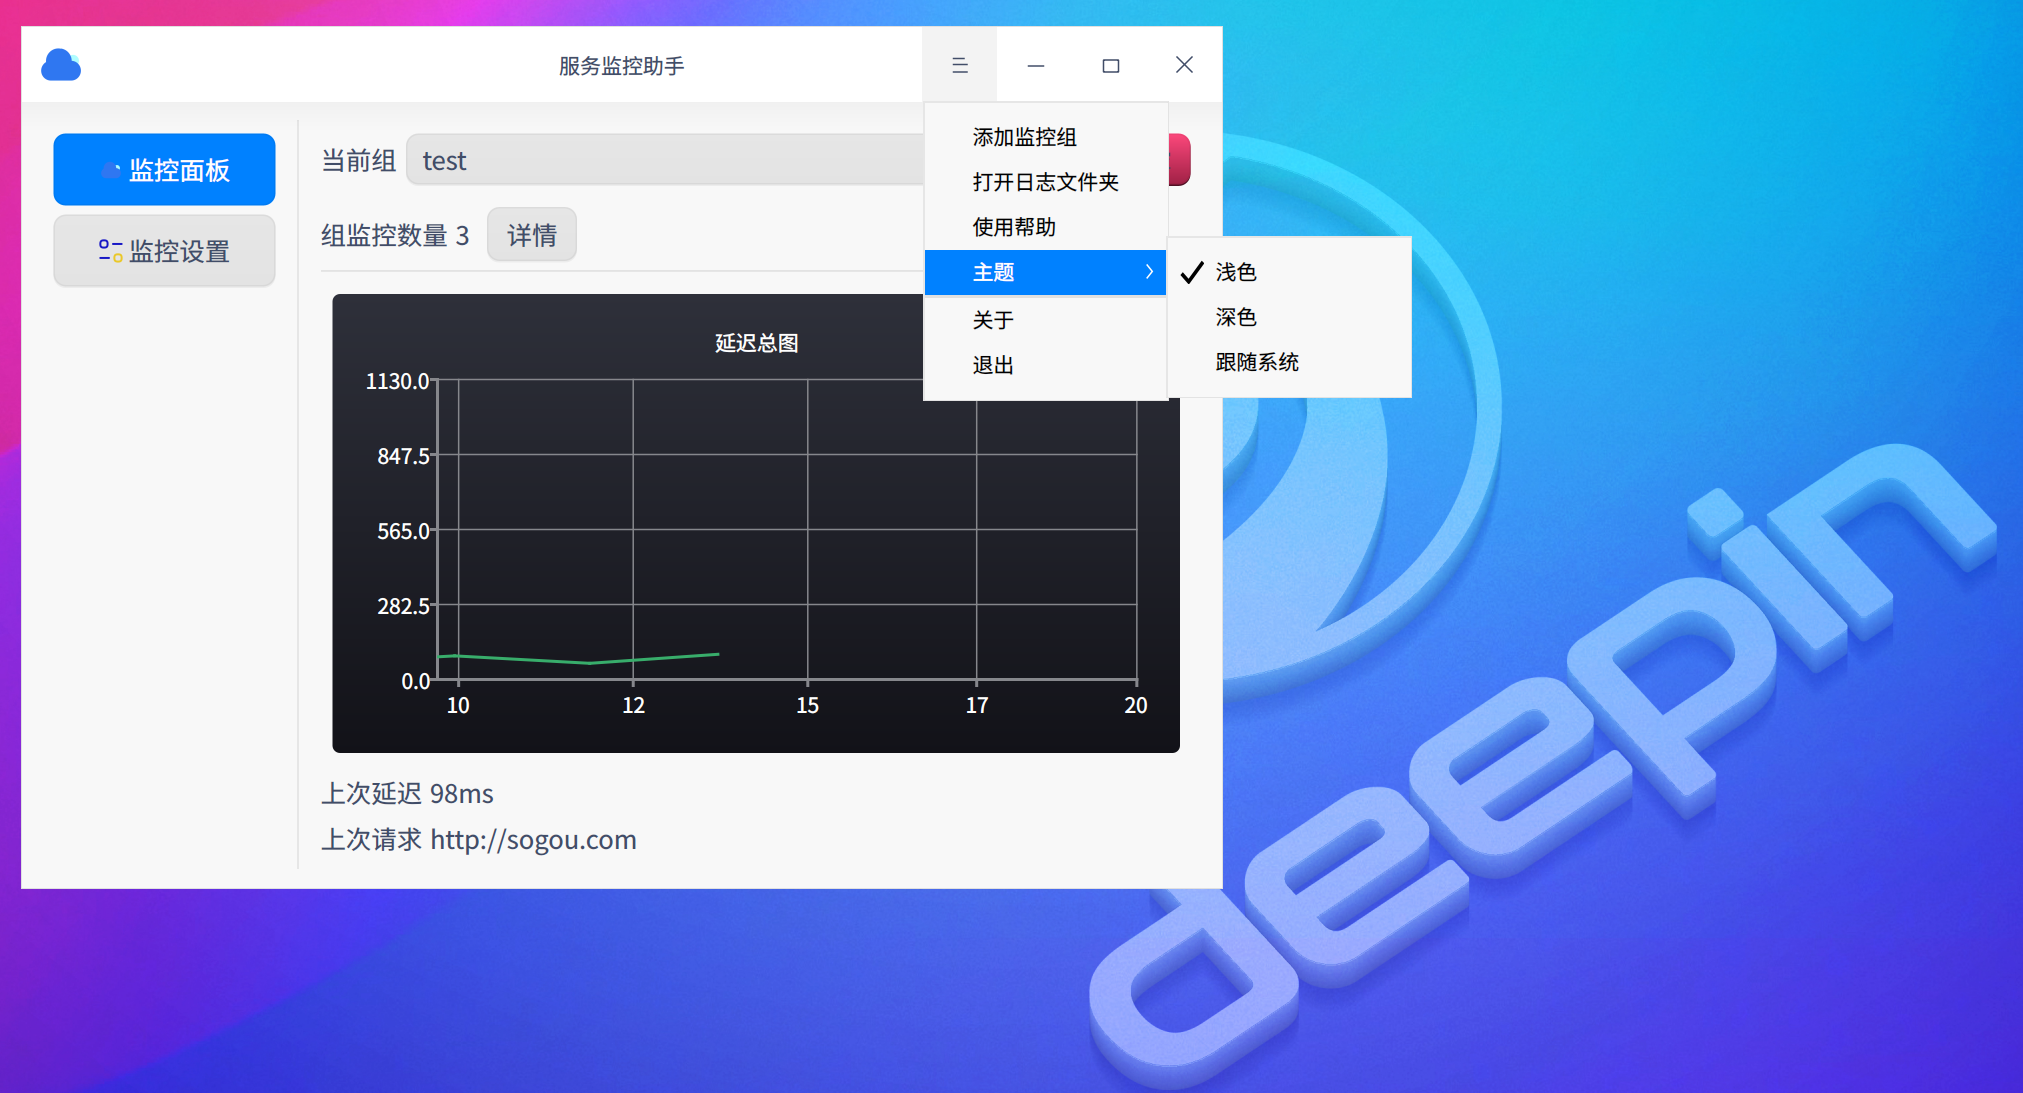 服务监控助手
监控面板
监控设置
当前组 test
组监控数量 3 详情
添加监控组
打开日志文件夹
使用帮助
主题
关于
退出
浅色
深色
跟随系统
延迟总图
1130.0
847.5
565.0
282.5
0.0
10 12 15 17 20
上次延迟 98ms
上次请求 http://sogou.com
deepin